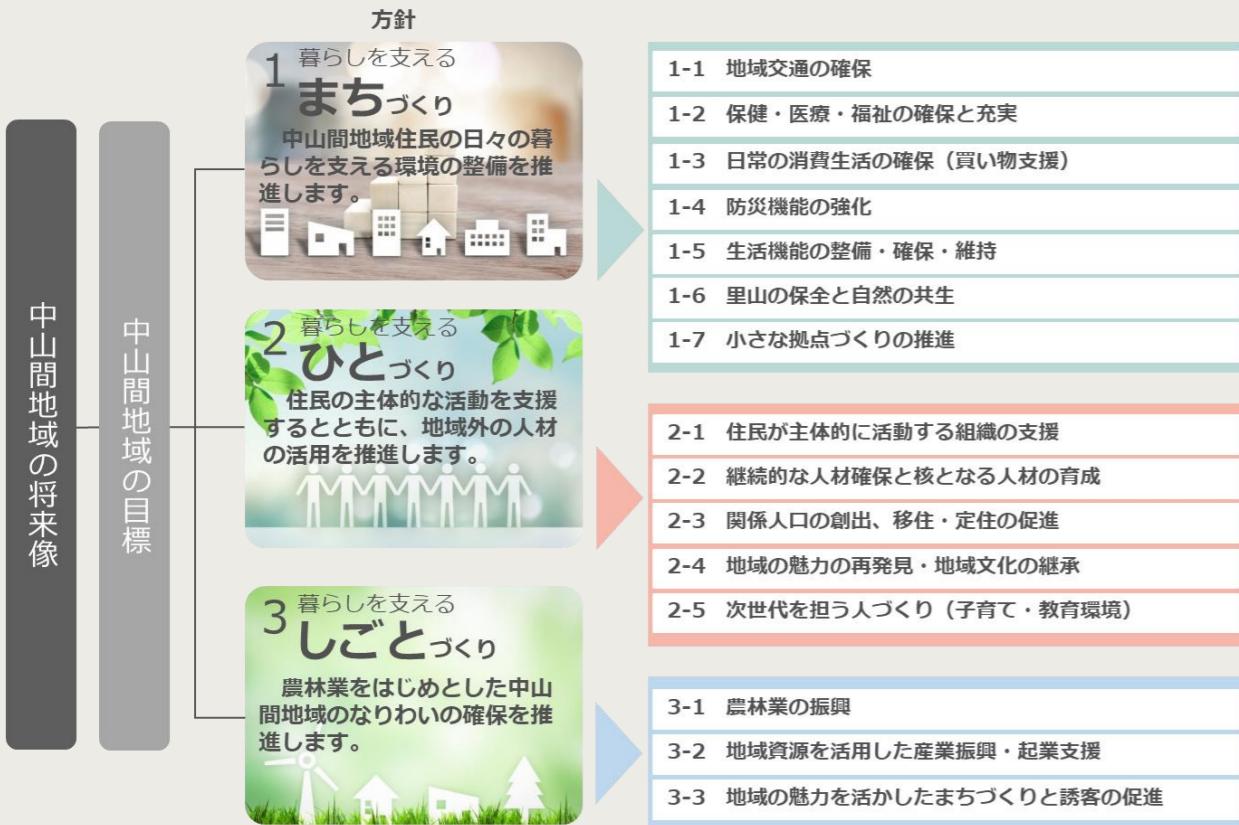 中山間地域の将来像
中山間地域の目標
方針
1 暮らしを支える
まちづくり
中山間地域住民の日々の暮
らしを支える環境の整備を推
進します。
1-1 地域交通の確保
1-2 保健・医療・福祉の確保と充実
1-3 日常の消費生活の確保（買い物支援）
1-4 防災機能の強化
1-5 生活機能の整備・確保・維持
1-6 里山の保全と自然の共生
1-7 小さな拠点づくりの推進
2 暮らしを支える
ひとづくり
住民の主体的な活動を支援
するとともに、地域外の人材
の活用を推進します。
2-1 住民が主体的に活動する組織の支援
2-2 継続的な人材確保と核となる人材の育成
2-3 関係人口の創出、移住・定住の促進
2-4 地域の魅力の再発見・地域文化の継承
2-5 次世代を担う人づくり（子育て・教育環境）
3 暮らしを支える
しごとづくり
農林業をはじめとした中山
間地域のなりわいの確保を推
進します。
3-1 農林業の振興
3-2 地域資源を活用した産業振興・起業支援
3-3 地域の魅力を活かしたまちづくりと誘客の促進